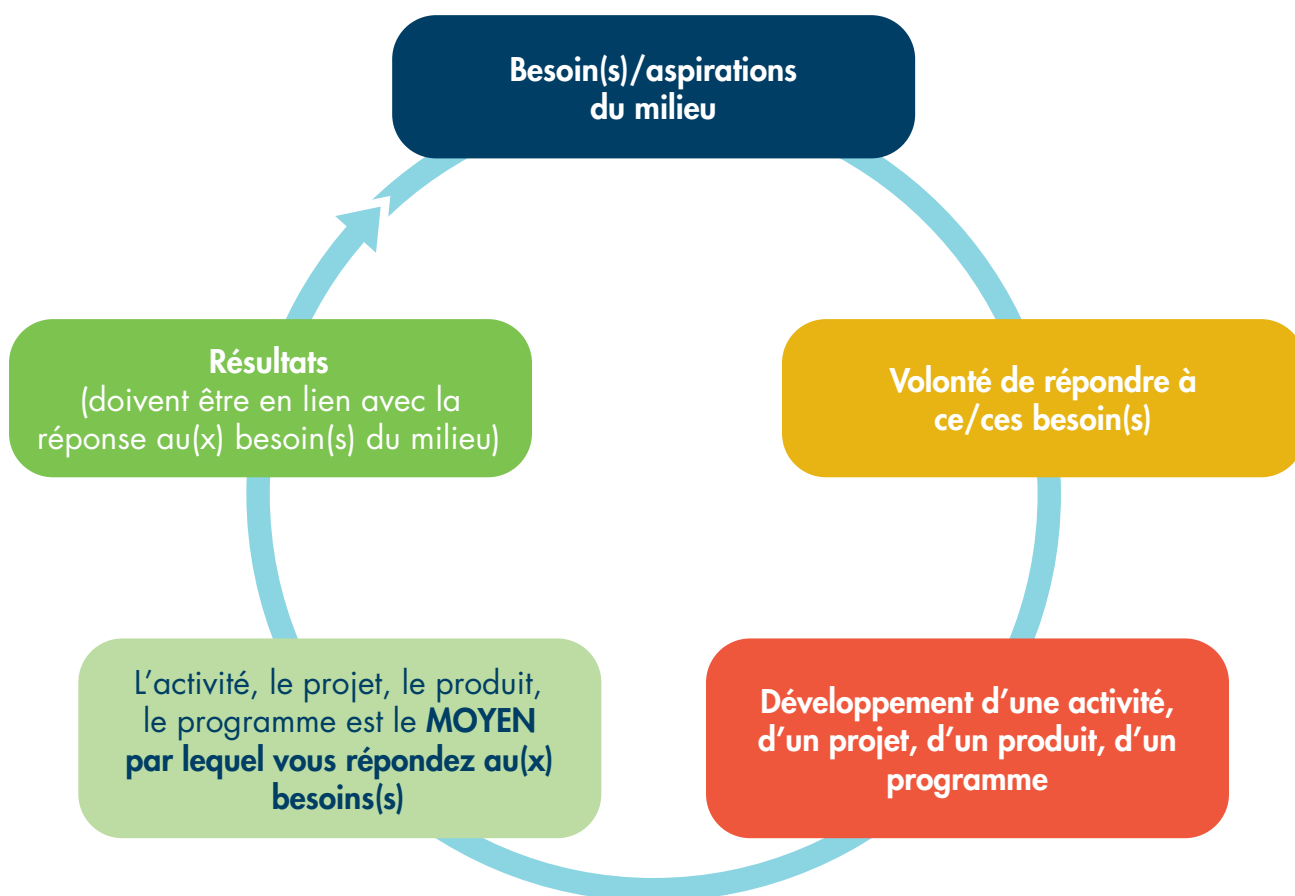 Besoin(s)/aspirations
du milieu
Volonté de répondre à
ce/ces besoin(s)
Développement d’une activité,
d’un projet, d’un produit, d’un
programme
L’activité, le projet, le produit,
le programme est le MOYEN
par lequel vous répondez au(x)
besoins(s)
Résultats
(doivent être en lien avec la
réponse au(x) besoin(s) du milieu)